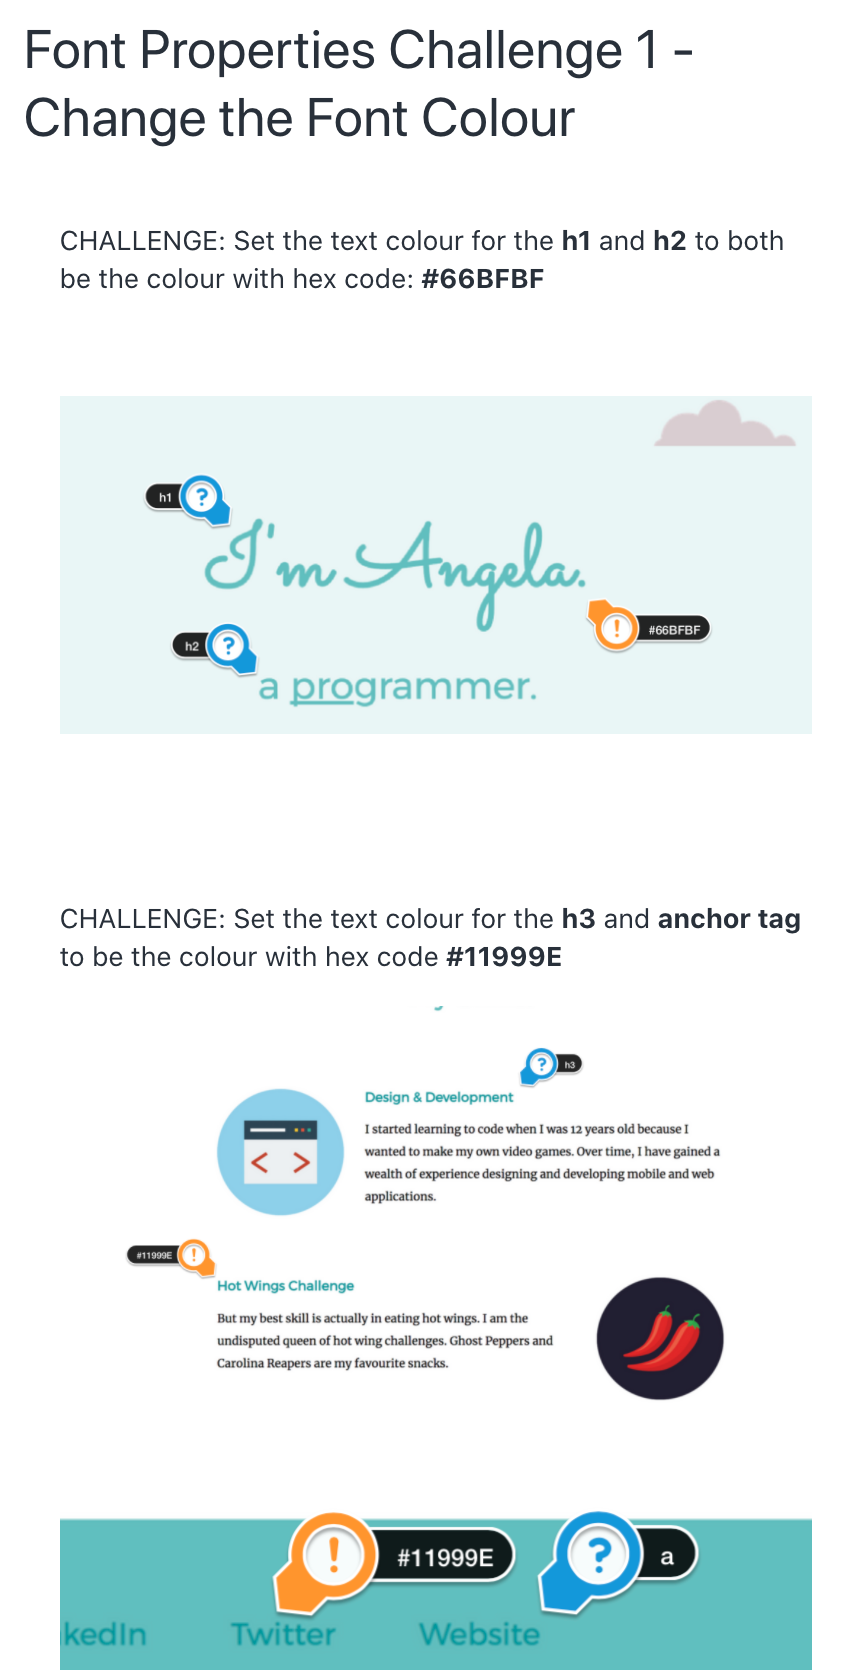 Font Properties Challenge 1 -
Change the Font Colour
CHALLENGE: Set the text colour for the h1 and h2 to both
be the colour with hex code: #66BFBF
h1
?
I'm Angela.
!
#66BFBF
h2
?
a programmer.
CHALLENGE: Set the text colour for the h3 and anchor tag
to be the colour with hex code #11999E
?
h3
Design & Development
I started learning to code when I was 12 years old because I
wanted to make my own video games. Over time, I have gained a
wealth of experience designing and developing mobile and web
applications.
< >
#11999E
!
Hot Wings Challenge
But my best skill is actually in eating hot wings. I am the
undisputed queen of hot wing challenges. Ghost Peppers and
Carolina Reapers are my favourite snacks.
!
#11999E
?
a
kedIn
Twitter
Website